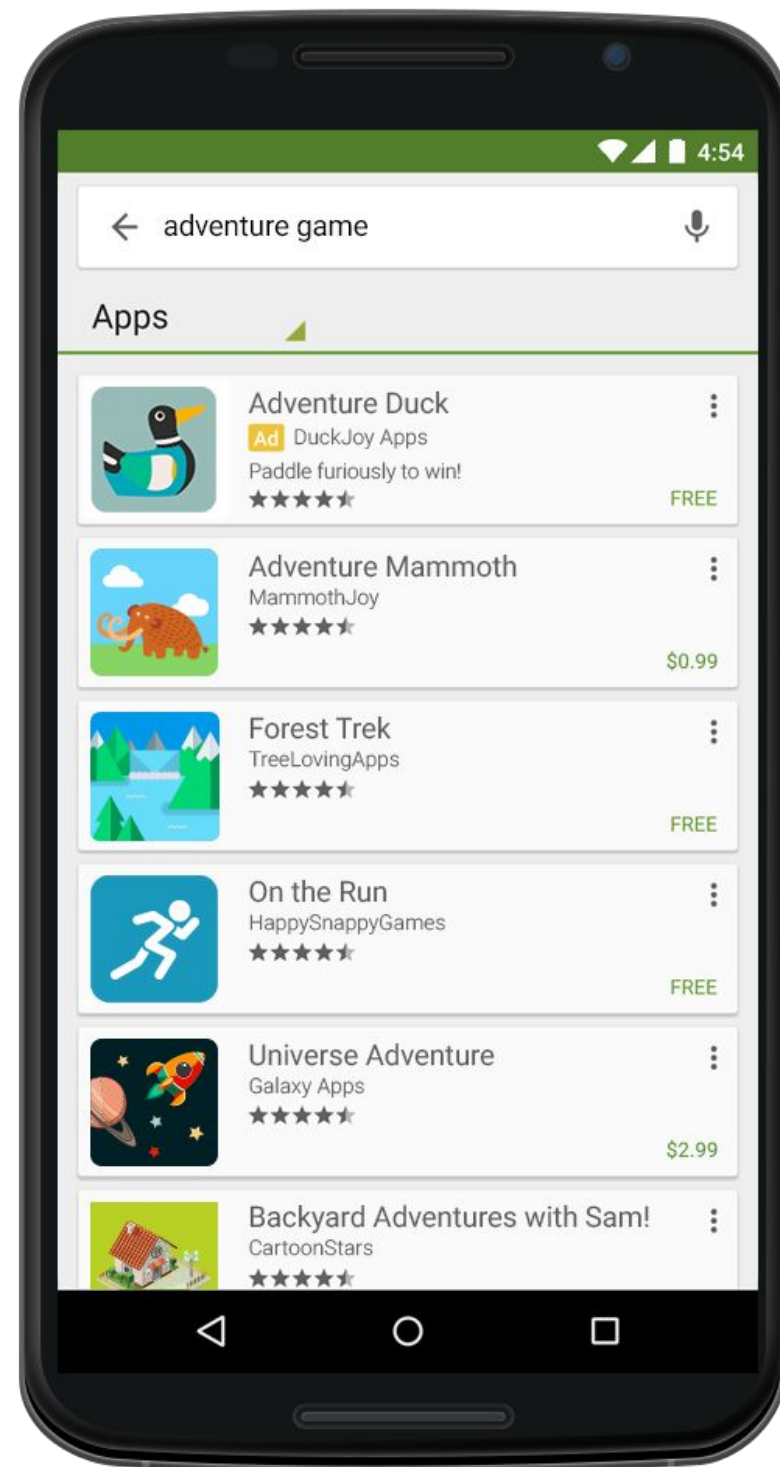 4:54
adventure game
Apps
Adventure Duck
Ad DuckJoy Apps
Paddle furiously to win!
FREE
Adventure Mammoth
MammothJoy
$0.99
Forest Trek
TreeLovingApps
FREE
On the Run
HappySnappyGames
FREE
Universe Adventure
Galaxy Apps
$2.99
Backyard Adventures with Sam!
CartoonStars